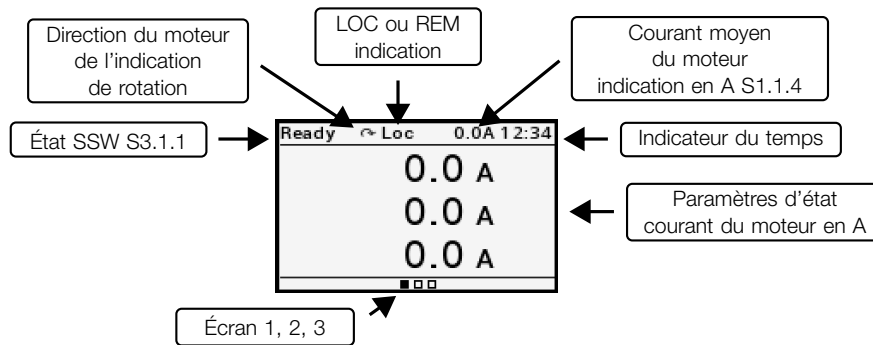 Direction du moteur
de l'indication
de rotation
LOC ou REM
indication
Courant moyen
du moteur
indication en A S1.1.4
État SSW S3.1.1
Ready Loc 0.0A 12:34
Indicateur du temps
0.0 A
0.0 A
0.0 A
Paramètres d'état
courant du moteur en A
Écran 1, 2, 3